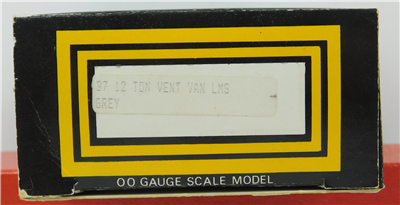 37 12 TON VENT VAN LMS
GREY
OO GAUGE SCALE MODEL